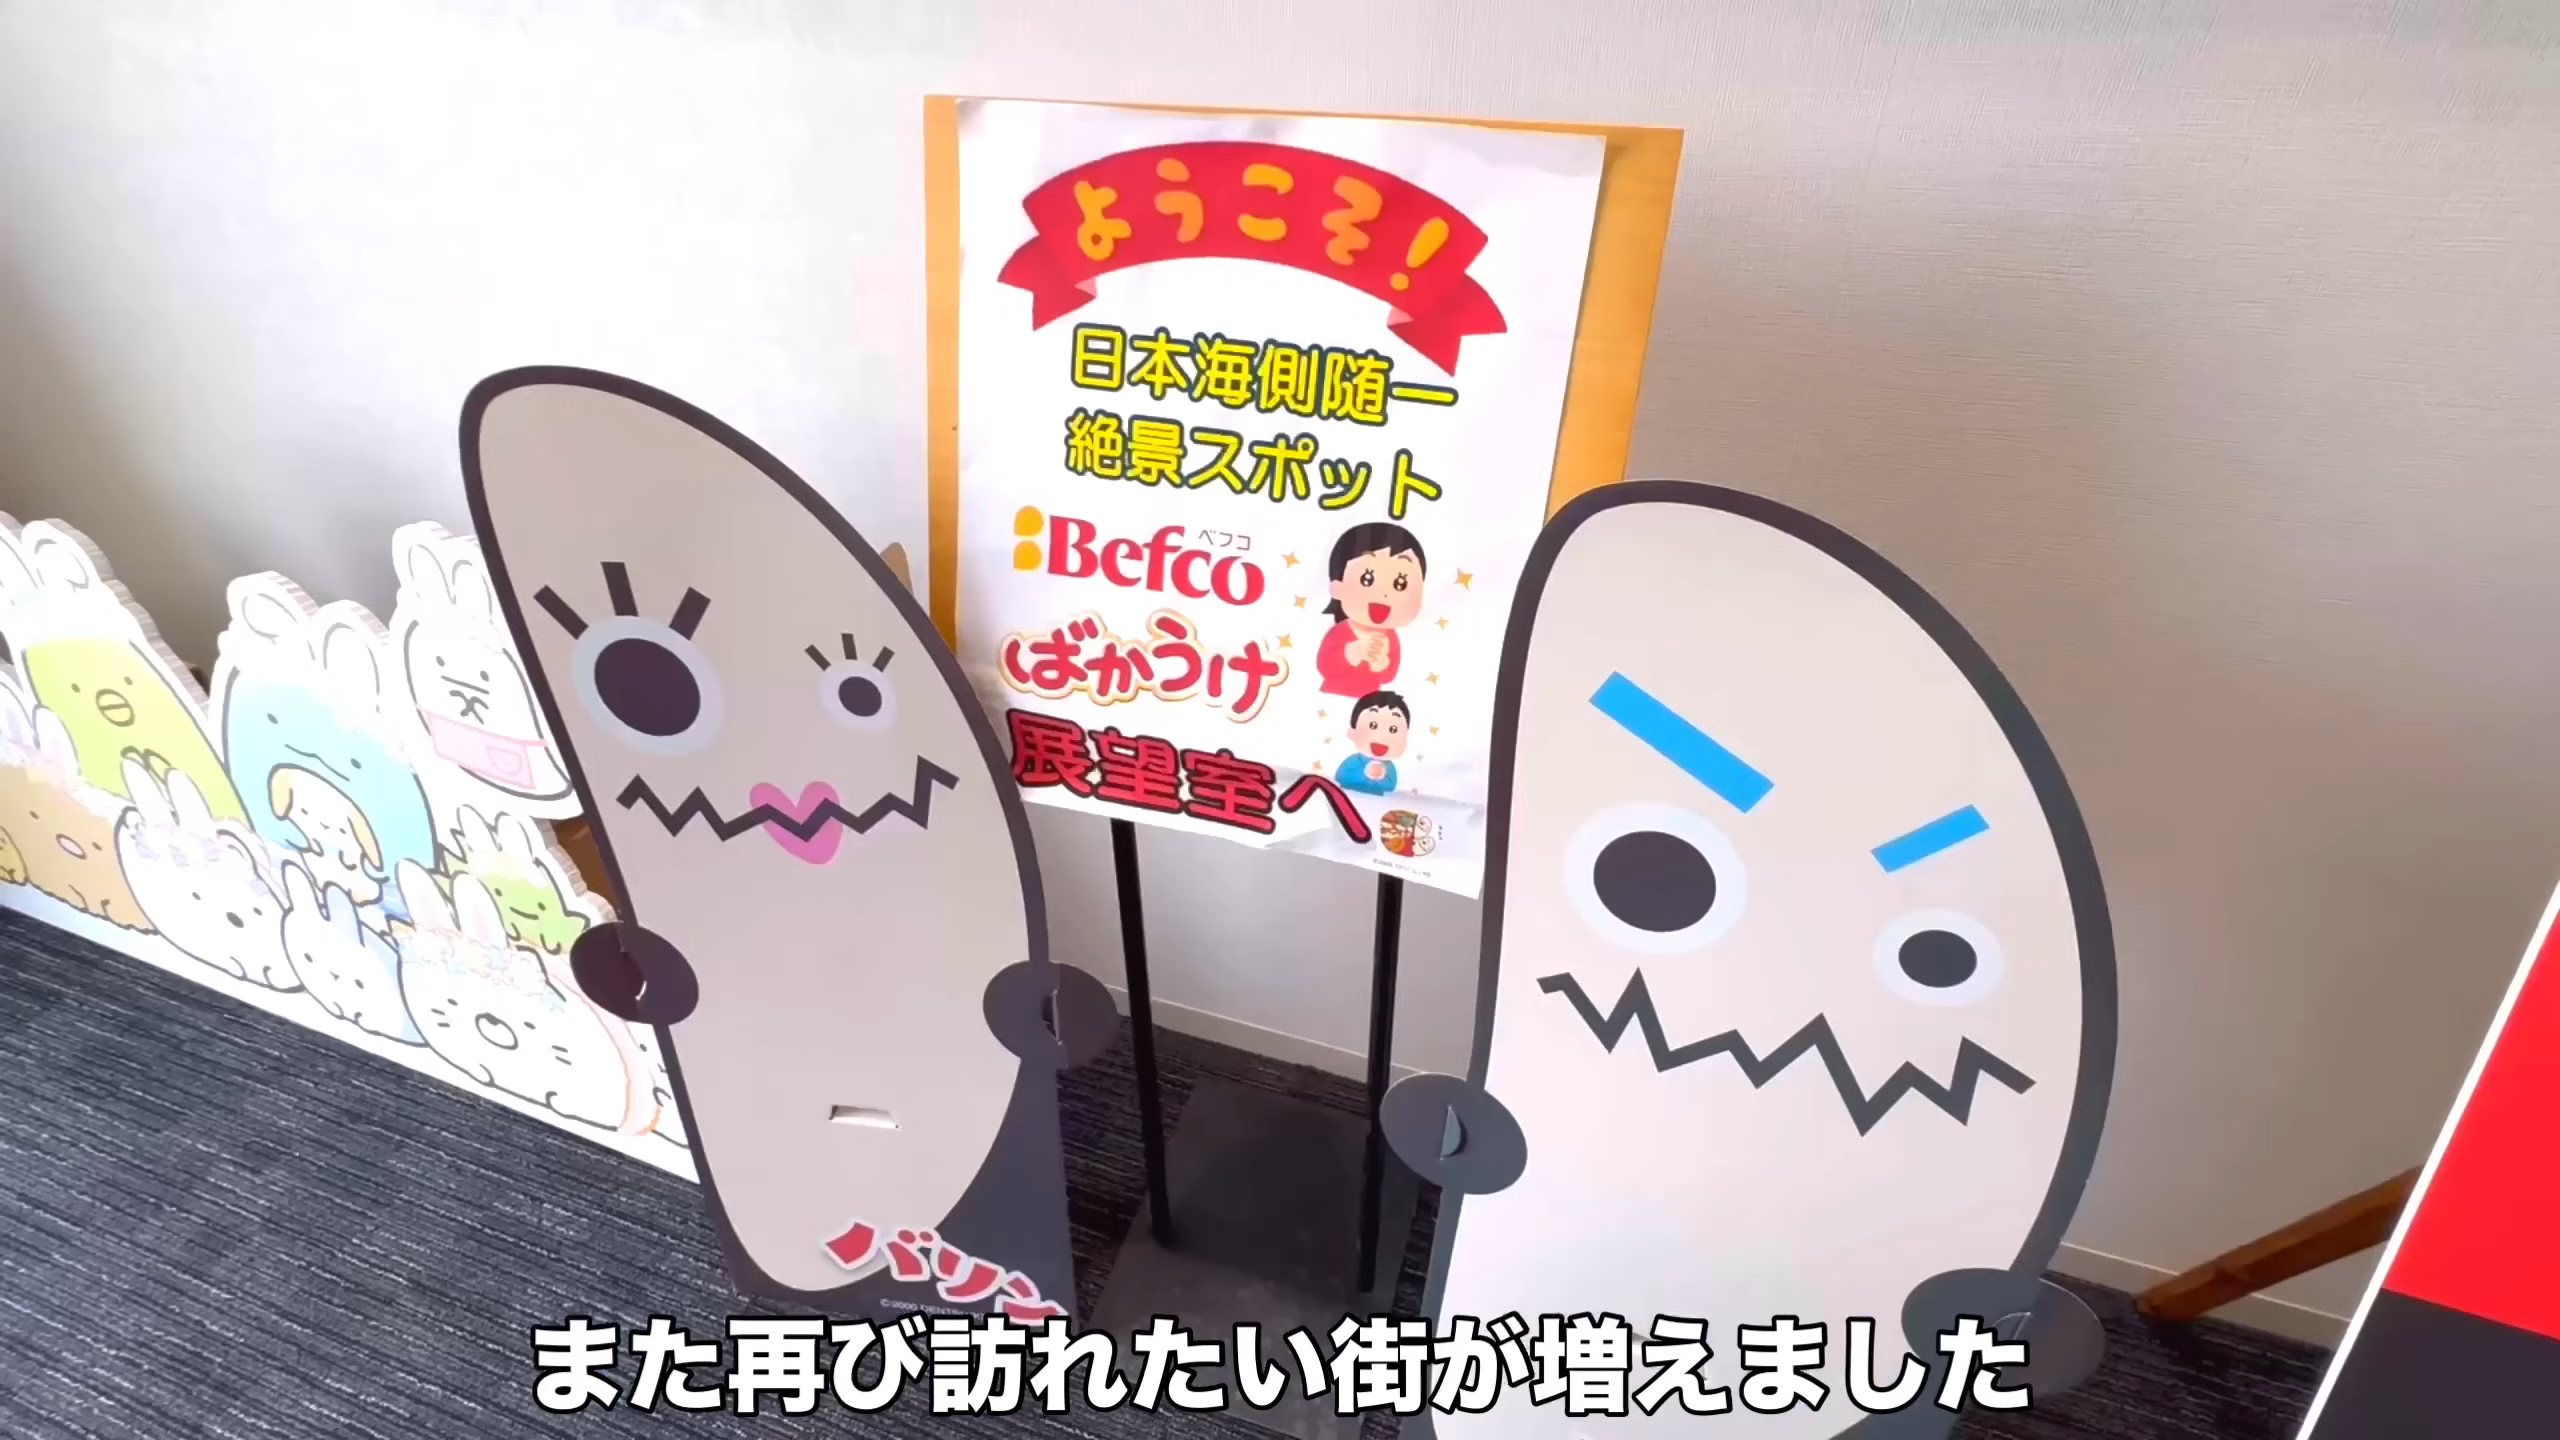 ようこそ!
日本海側随一
絶景スポット
Befco
ベフコ
ばかうけ
展望室へ
バリン
また再び訪れたい街が増えました